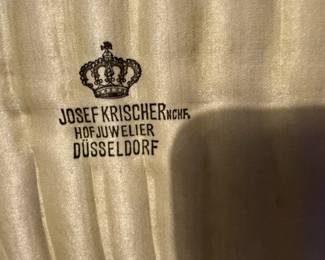 JOSEF KRISCHER NCHF.
HOFJUWELIER
DÜSSELDORF